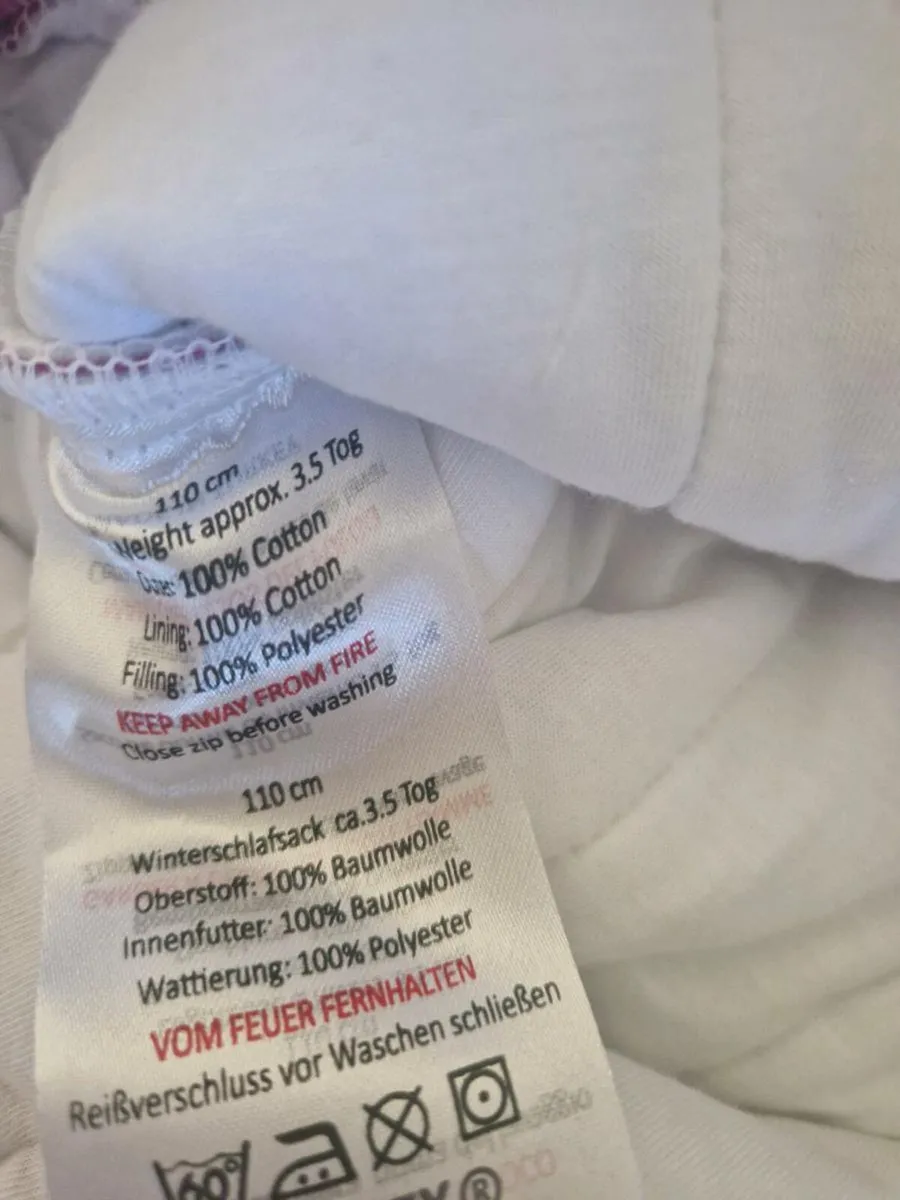 110 cm
Weight approx. 3.5 Tog
Outer: 100% Cotton
Lining: 100% Cotton
Filling: 100% Polyester
KEEP AWAY FROM FIRE
Close zip before washing
110 cm
Winterschlafsack ca.3.5 Tog
Oberstoff: 100% Baumwolle
Innenfutter: 100% Baumwolle
Wattierung: 100% Polyester
VOM FEUER FERNHALTEN
Reißverschluss vor Waschen schließen
60°